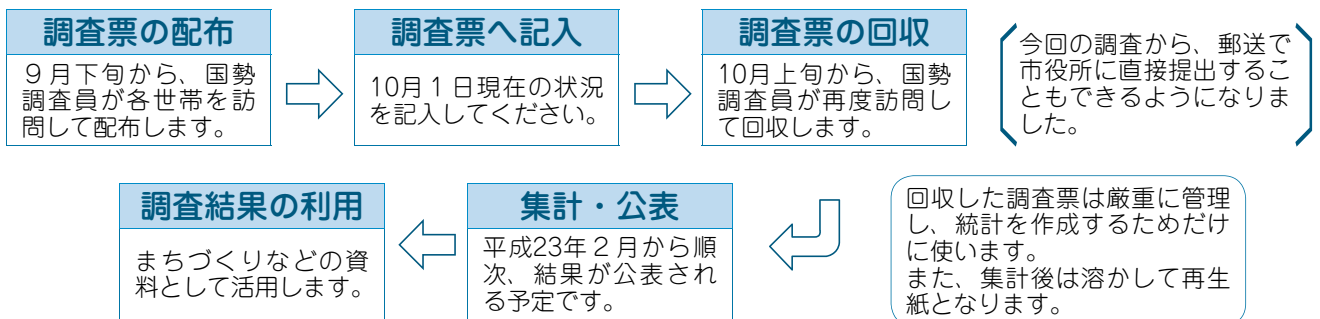 調査票の配布
９月下旬から、国勢
調査員が各世帯を訪
問して配布します。
調査票へ記入
10月１日現在の状況
を記入してください。
調査票の回収
10月上旬から、国勢
調査員が再度訪問し
て回収します。
今回の調査から、郵送で
市役所に直接提出するこ
ともできるようになりま
した。
回収した調査票は厳重に管理
し、統計を作成するためだけ
に使います。
また、集計後は溶かして再生
紙となります。
集計・公表
平成23年２月から順
次、結果が公表され
る予定です。
調査結果の利用
まちづくりなどの資
料として活用します。